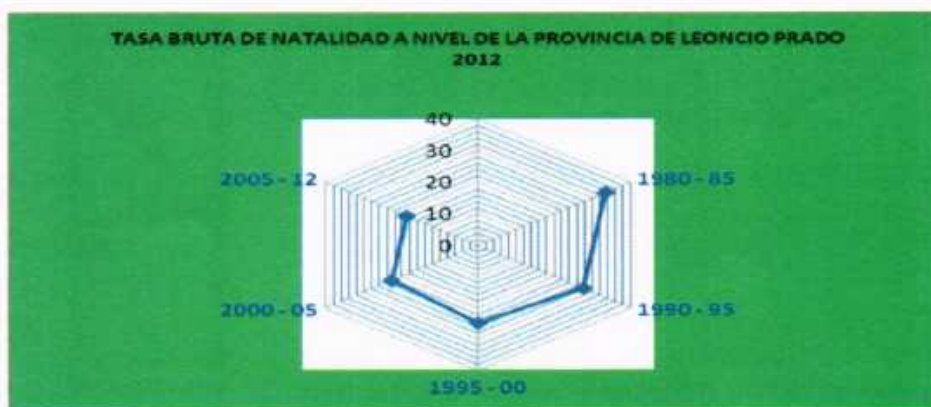 TASA BRUTA DE NATALIDAD A NIVEL DE LA PROVINCIA DE LEONCIO PRADO
2012
40
30
20
10
0
1980 - 85
1990 - 95
1995 - 00
2000 - 05
2005 - 12